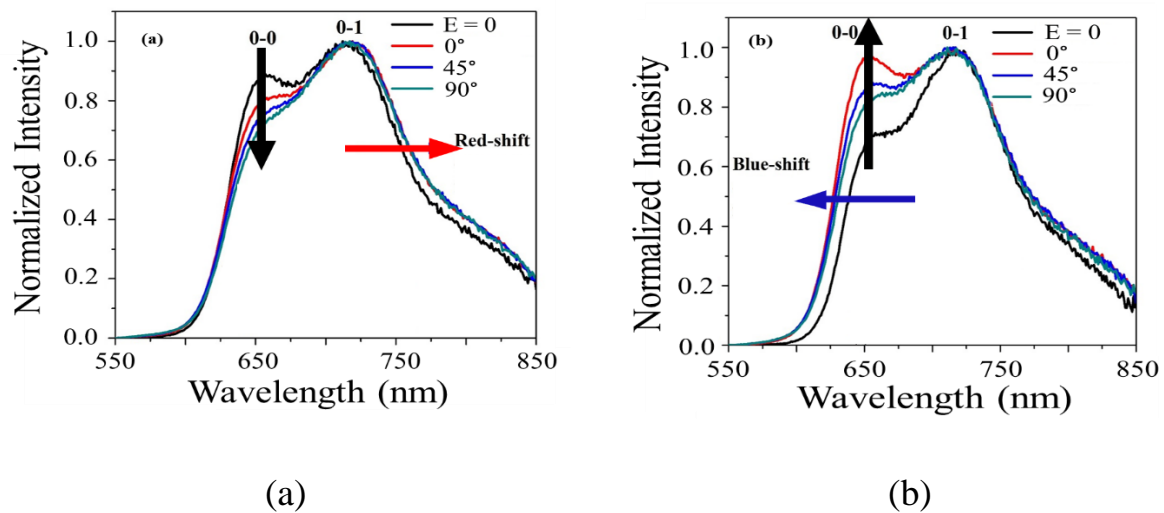 (a)
0-0
0-1
E = 0
0°
45°
90°
Red-shift
1.0
0.8
0.6
0.4
0.2
0.0
550
650
750
850
Normalized Intensity
Wavelength (nm)
(a)
(b)
0-0
0-1
E = 0
0°
45°
90°
Blue-shift
1.0
0.8
0.6
0.4
0.2
0.0
550
650
750
850
Normalized Intensity
Wavelength (nm)
(b)